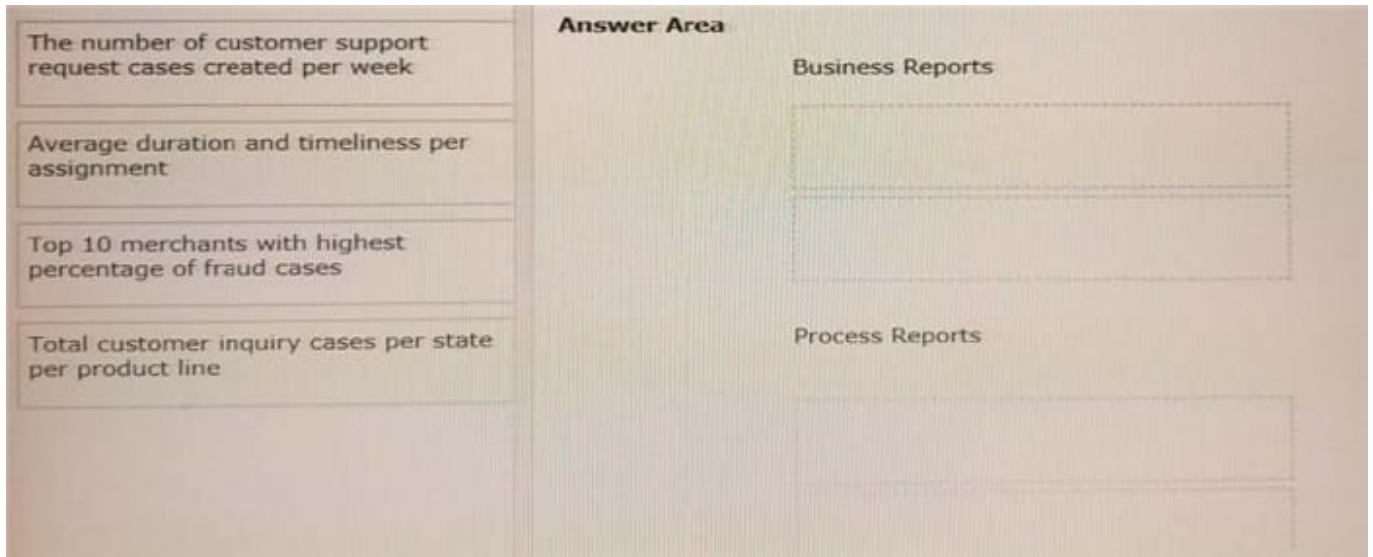 The number of customer support
request cases created per week
Average duration and timeliness per
assignment
Top 10 merchants with highest
percentage of fraud cases
Total customer inquiry cases per state
per product line
Answer Area
Business Reports
Process Reports